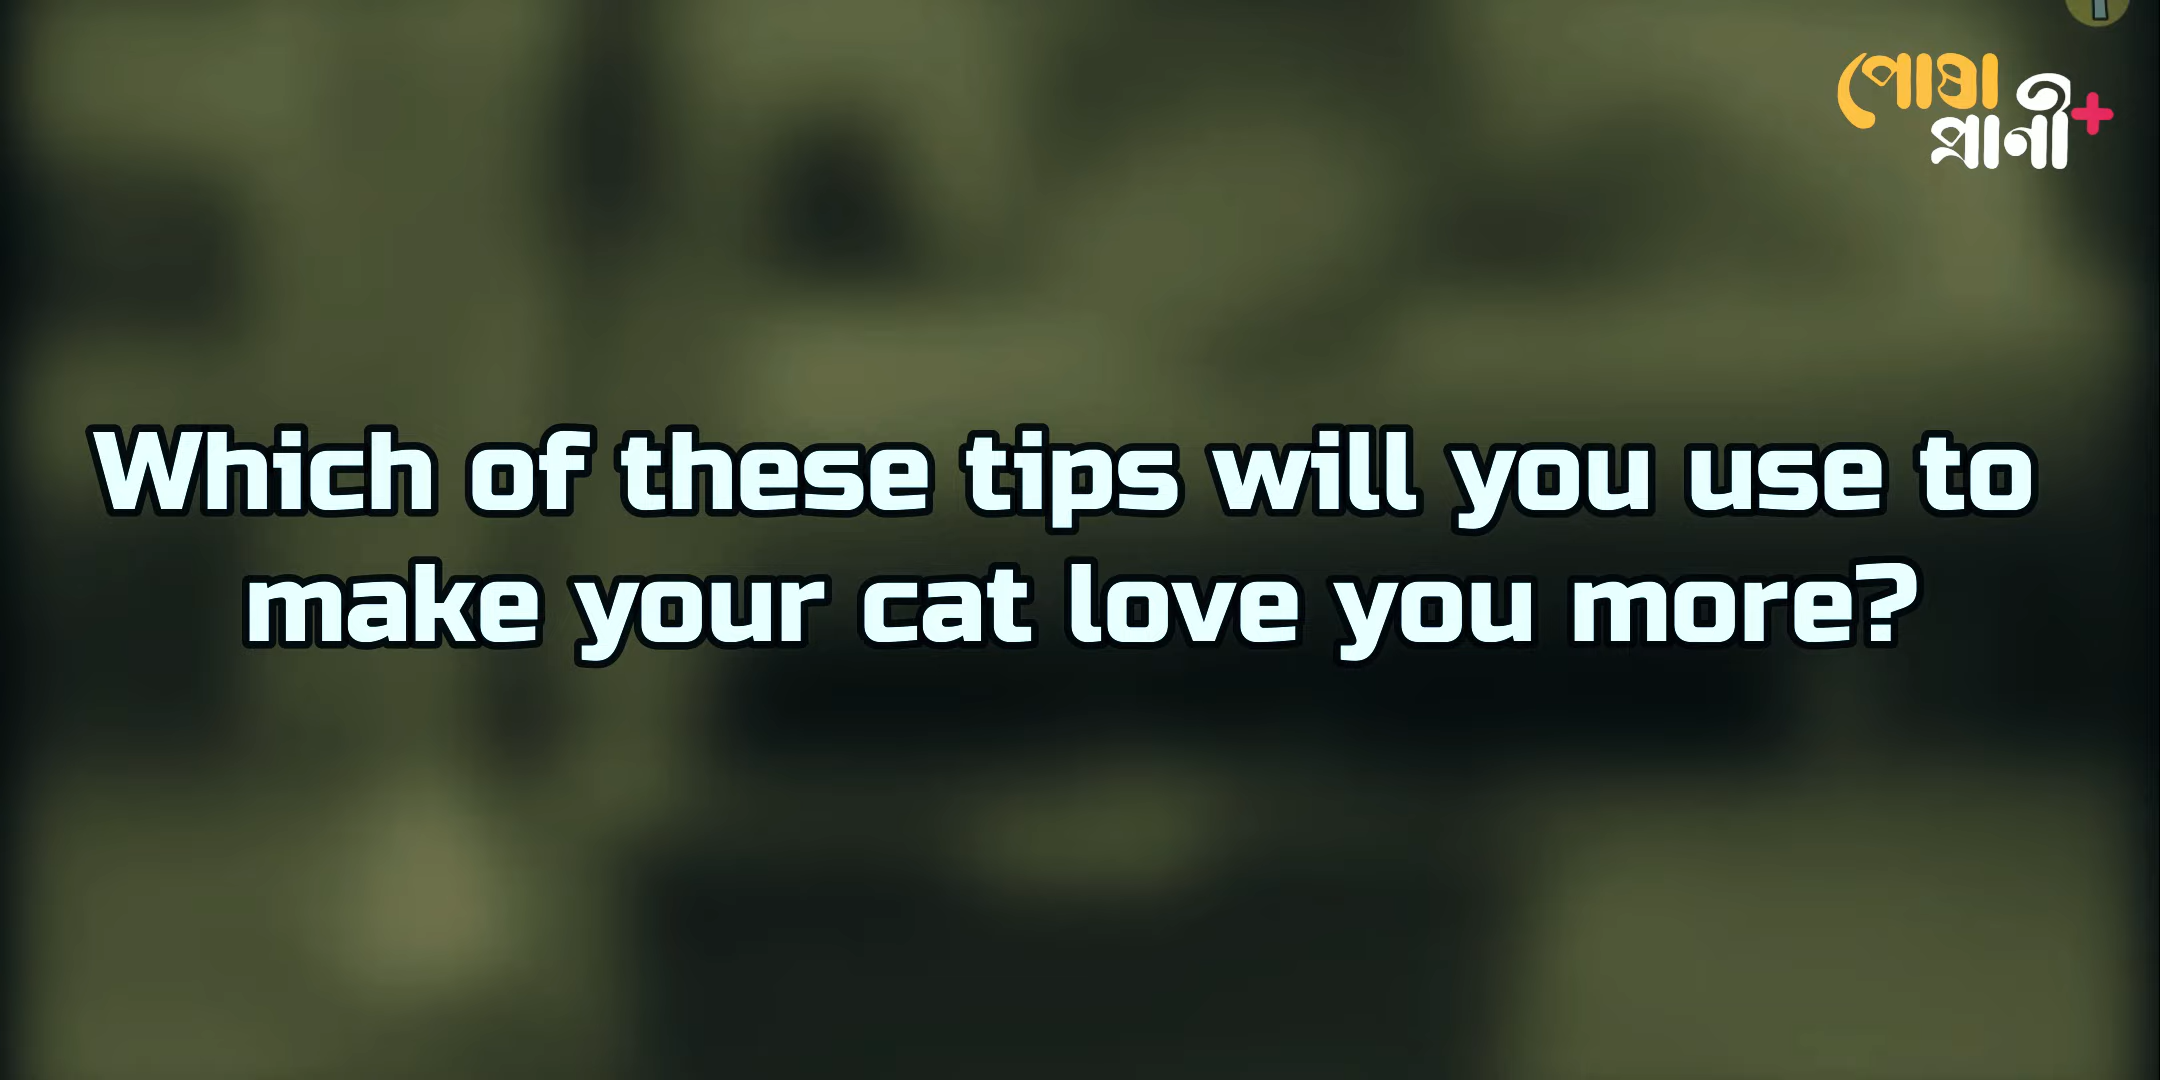 পোষা
প্রাণী+
Which of these tips will you use to
make your cat love you more?